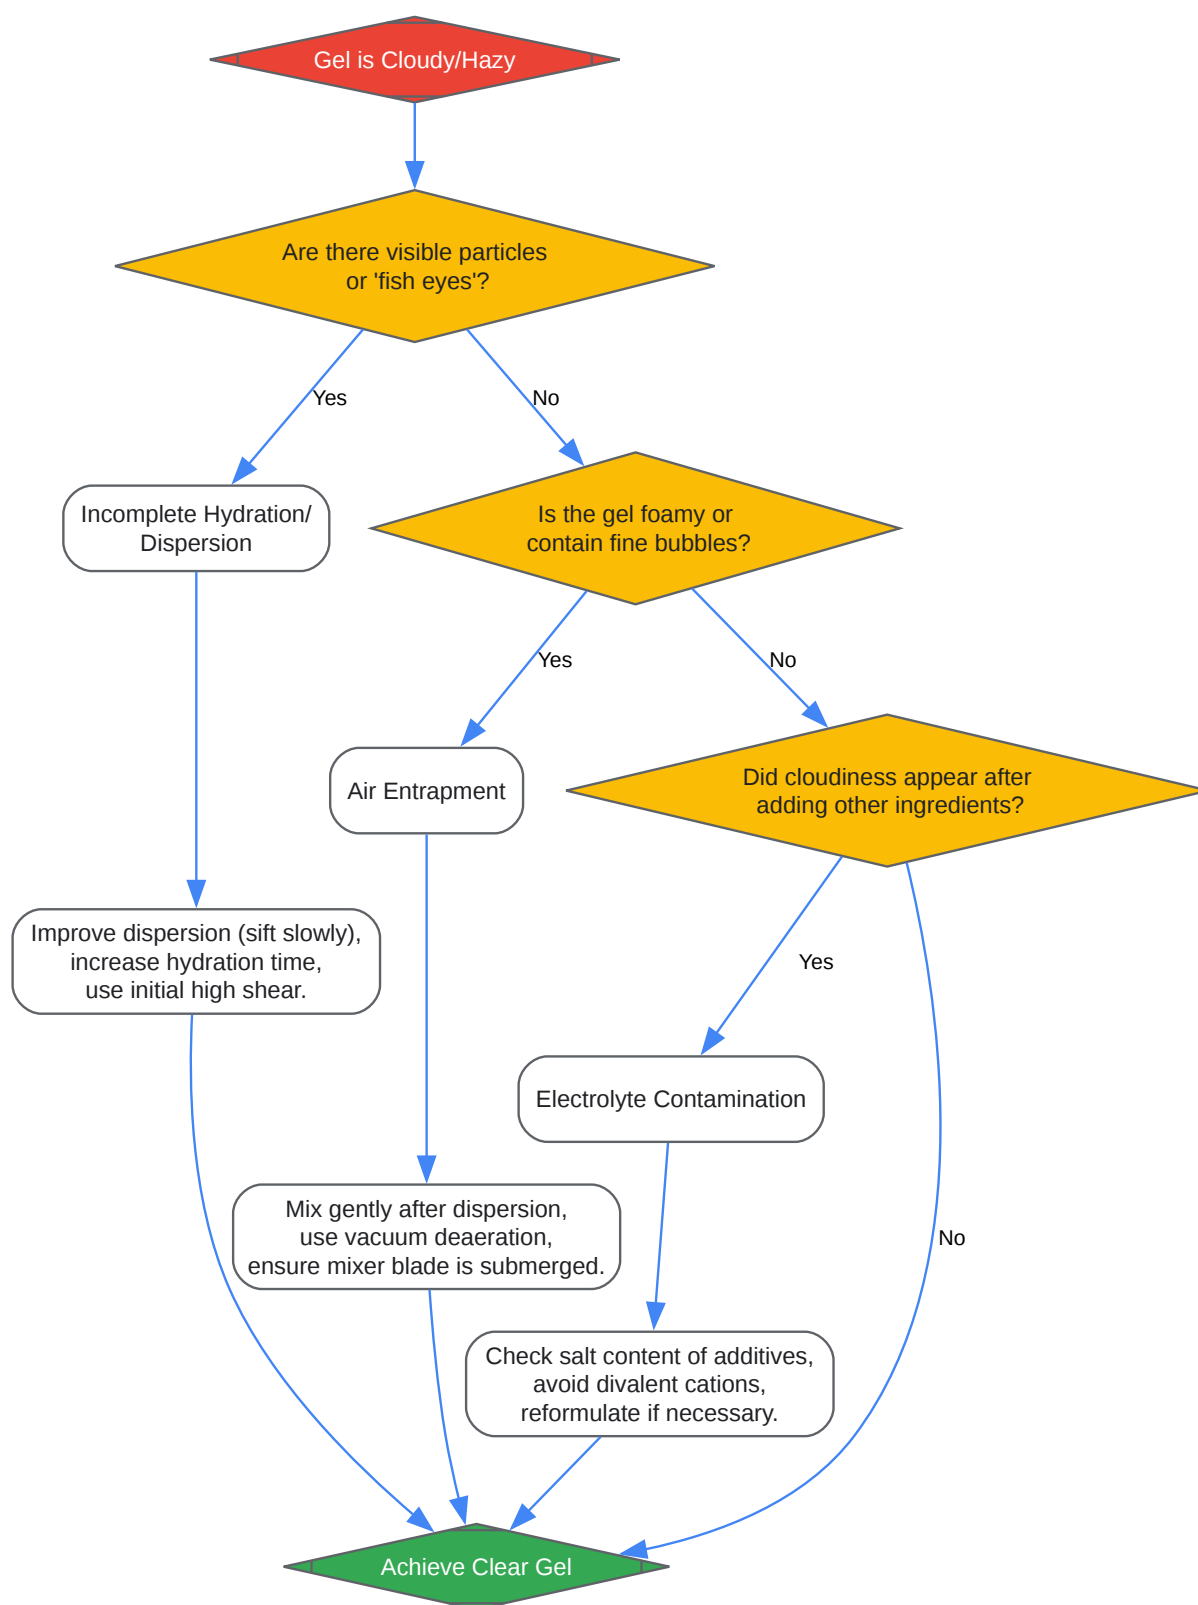 Gel is Cloudy/Hazy
Are there visible particles
or 'fish eyes'?
Yes
No
Incomplete Hydration/
Dispersion
Is the gel foamy or
contain fine bubbles?
Yes
No
Air Entrapment
Did cloudiness appear after
adding other ingredients?
Improve dispersion (sift slowly),
increase hydration time,
use initial high shear.
Yes
Electrolyte Contamination
Mix gently after dispersion,
use vacuum deaeration,
ensure mixer blade is submerged.
No
Check salt content of additives,
avoid divalent cations,
reformulate if necessary.
Achieve Clear Gel